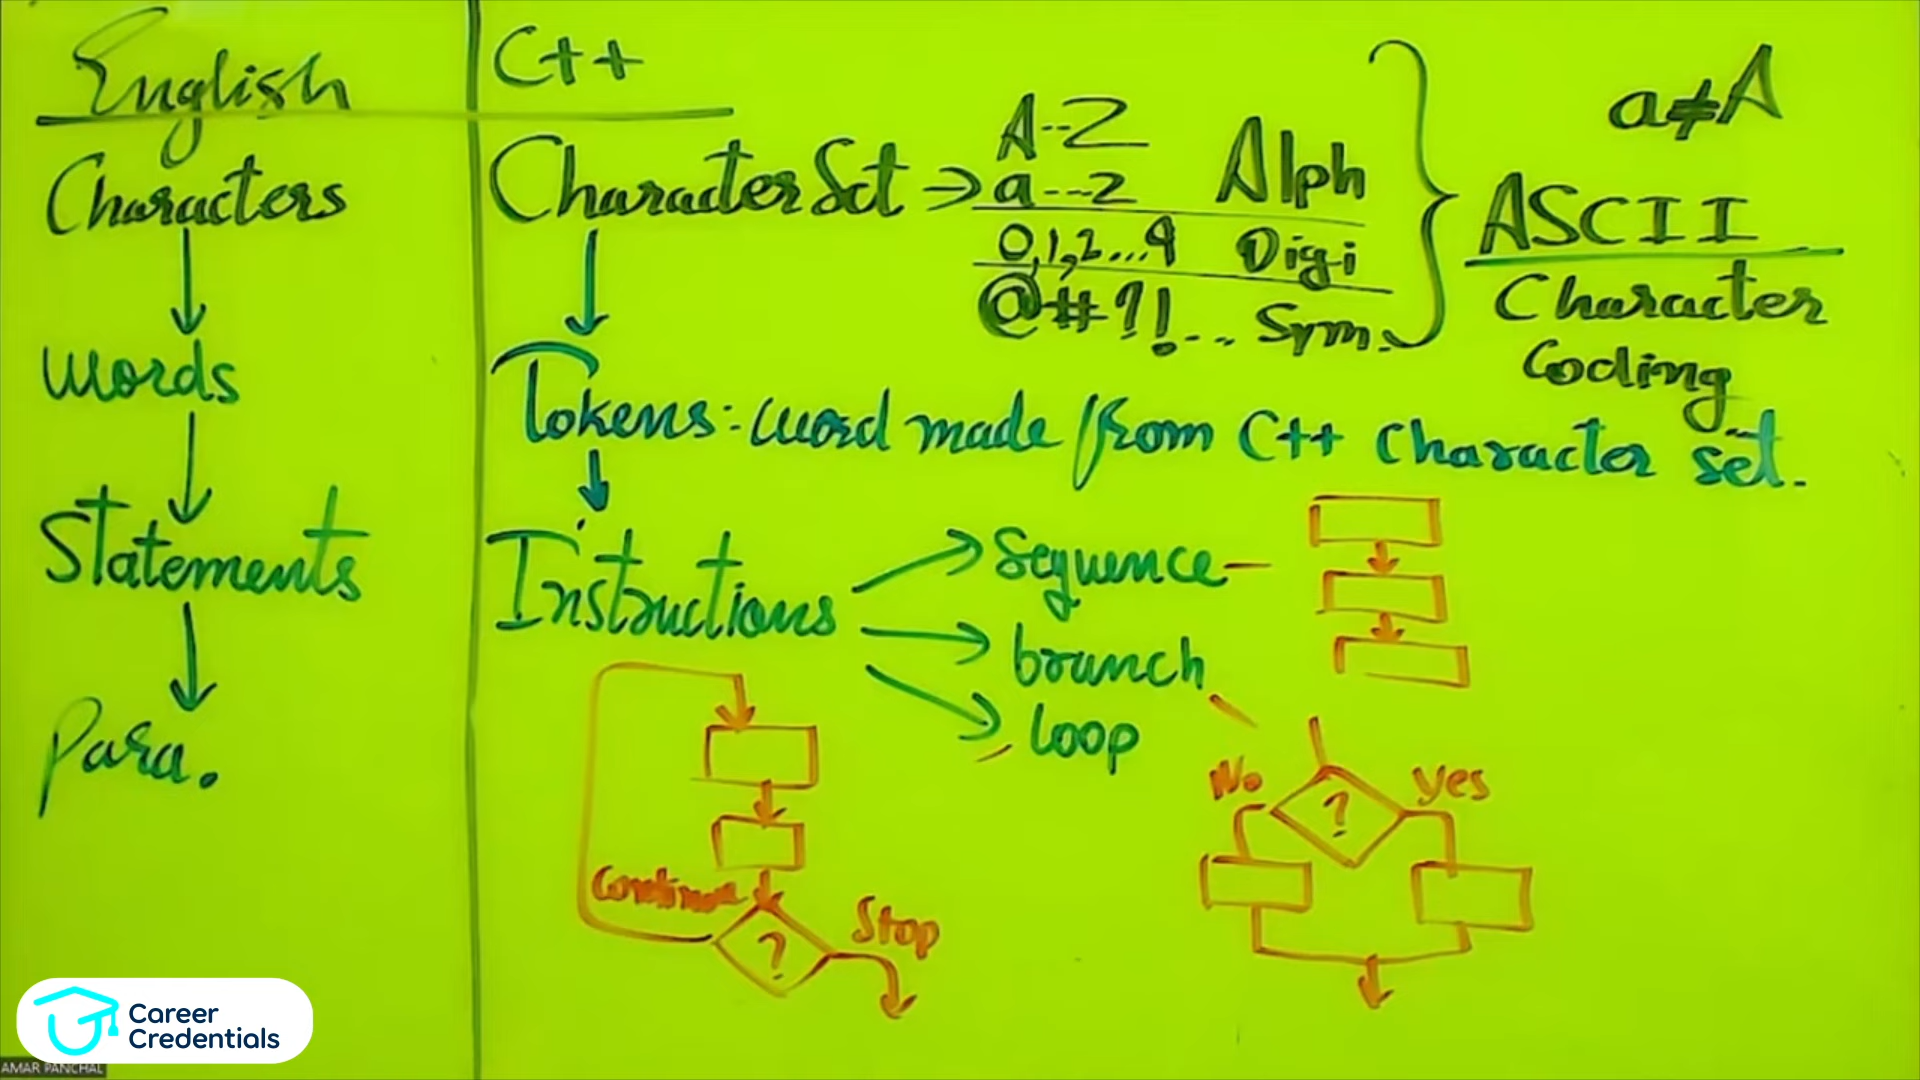 English
Characters
Words
Statements
Para.
C++
Character Set → A--Z
a---z Alph
0,1,2...9 Digi
@#?!... Sym.
a≠A
ASCII
Character
Coding
Tokens: word made from C++ Character set.
Instructions
Sequence
branch
loop
Continue
?
Stop
No
?
Yes
Career
Credentials
AMAR PANCHAL